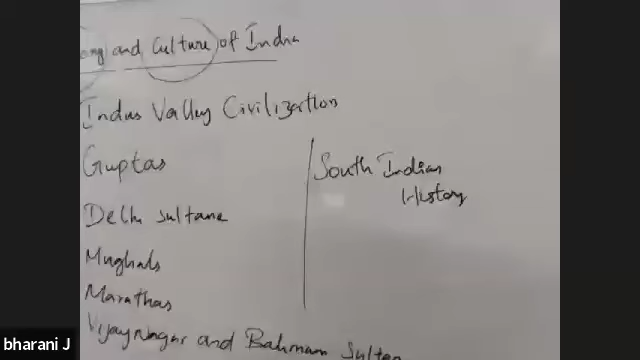 and Culture of India
Indus Valley Civilization
Guptas
South Indian
History
Delhi Sultane
Mughals
Marathas
Vijaynagar and Bahmani Sultan
bharani J